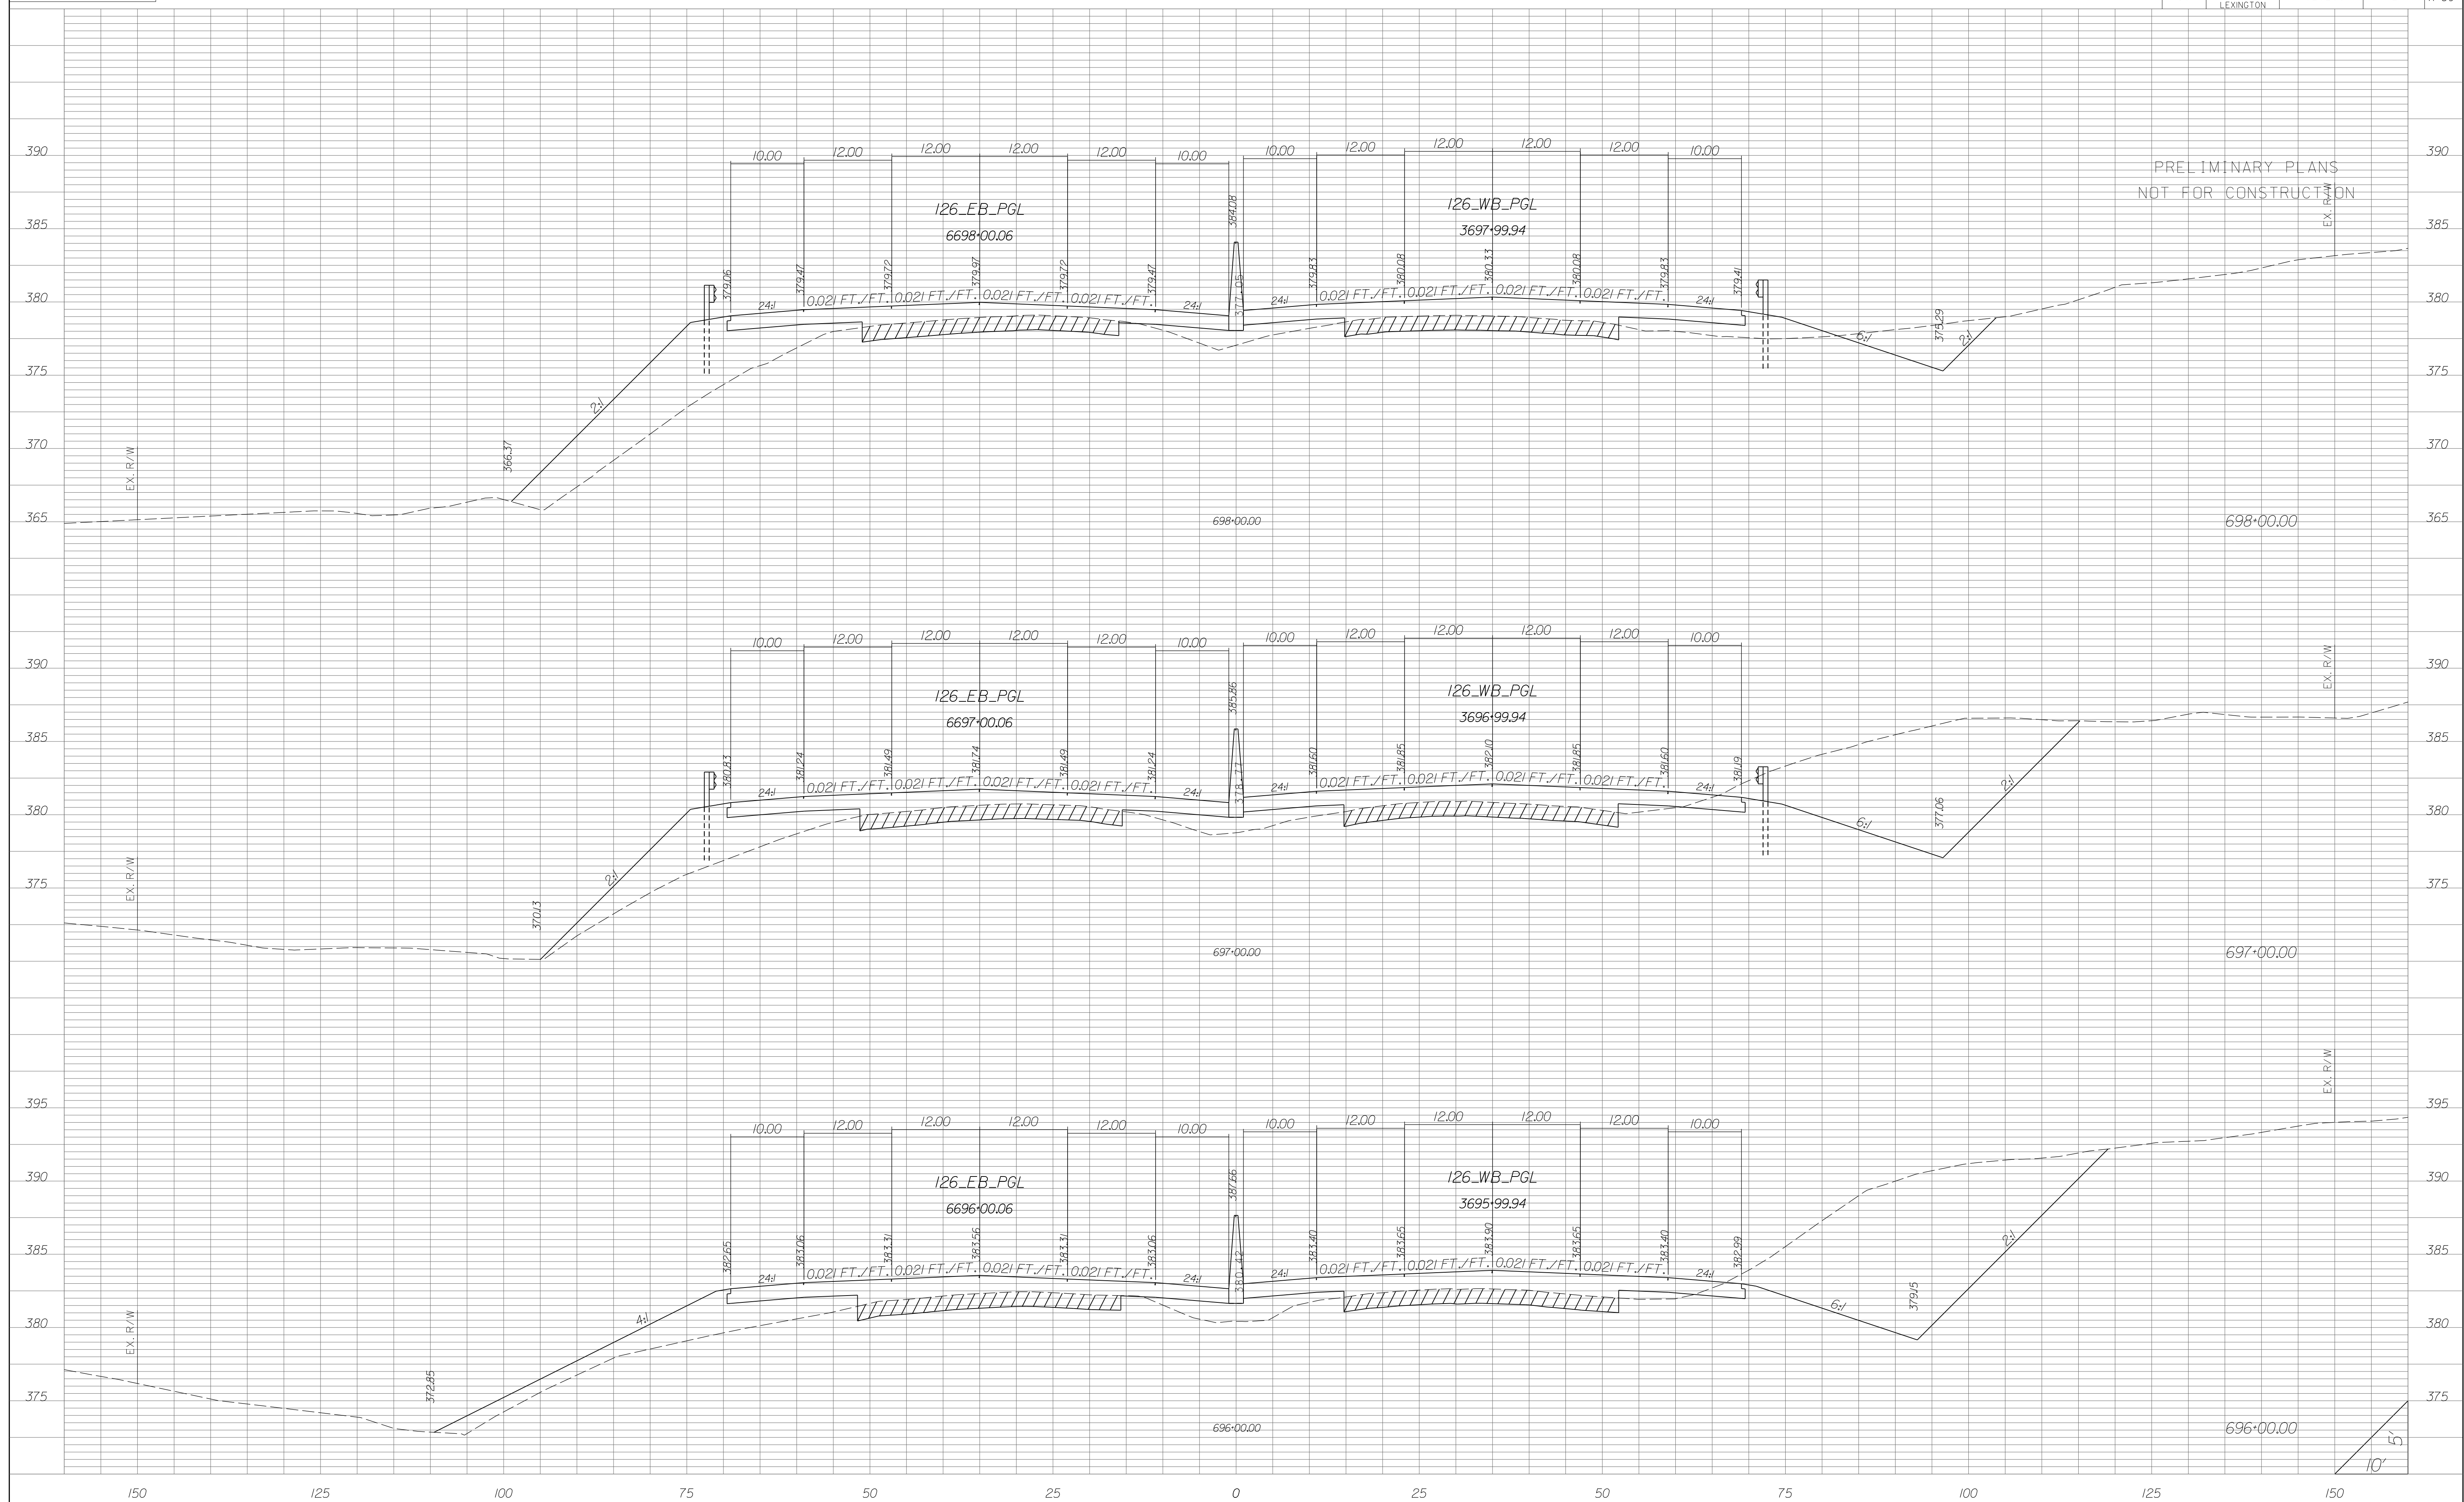 LEXINGTON
PRELIMINARY PLANS
NOT FOR CONSTRUCTION
390 390
385 385
380 380
375 375
370 370
365 365
10.00 12.00 12.00 12.00 12.00 10.00 10.00 12.00 12.00 12.00 12.00 10.00
126_EB_PGL
6698+00.06
126_WB_PGL
3697+99.94
384.08
377.05
379.06 379.47 379.72 379.97 379.72 379.47 379.83 380.08 380.33 380.08 379.83 379.41
24:1 0.021 FT./FT. 0.021 FT./FT. 0.021 FT./FT. 0.021 FT./FT. 24:1 24:1 0.021 FT./FT. 0.021 FT./FT. 0.021 FT./FT. 0.021 FT./FT. 24:1
2:1 6:1 2:1
366.37 375.29
EX. R/W EX. R/W
698+00.00 698+00.00
390 390
385 385
380 380
375 375
10.00 12.00 12.00 12.00 12.00 10.00 10.00 12.00 12.00 12.00 12.00 10.00
126_EB_PGL
6697+00.06
126_WB_PGL
3696+99.94
385.86
378.77
380.83 381.24 381.49 381.74 381.49 381.24 381.60 381.85 382.10 381.85 381.60 381.19
24:1 0.021 FT./FT. 0.021 FT./FT. 0.021 FT./FT. 0.021 FT./FT. 24:1 24:1 0.021 FT./FT. 0.021 FT./FT. 0.021 FT./FT. 0.021 FT./FT. 24:1
2:1 6:1 2:1
370.13 377.06
EX. R/W EX. R/W
697+00.00 697+00.00
395 395
390 390
385 385
380 380
375 375
10.00 12.00 12.00 12.00 12.00 10.00 10.00 12.00 12.00 12.00 12.00 10.00
126_EB_PGL
6696+00.06
126_WB_PGL
3695+99.94
387.66
380.42
382.65 383.06 383.31 383.56 383.31 383.06 383.40 383.65 383.90 383.65 383.40 382.99
24:1 0.021 FT./FT. 0.021 FT./FT. 0.021 FT./FT. 0.021 FT./FT. 24:1 24:1 0.021 FT./FT. 0.021 FT./FT. 0.021 FT./FT. 0.021 FT./FT. 24:1
4:1 6:1 2:1
372.85 379.15
EX. R/W EX. R/W
696+00.00 696+00.00
5'
10'
150 125 100 75 50 25 0 25 50 75 100 125 150